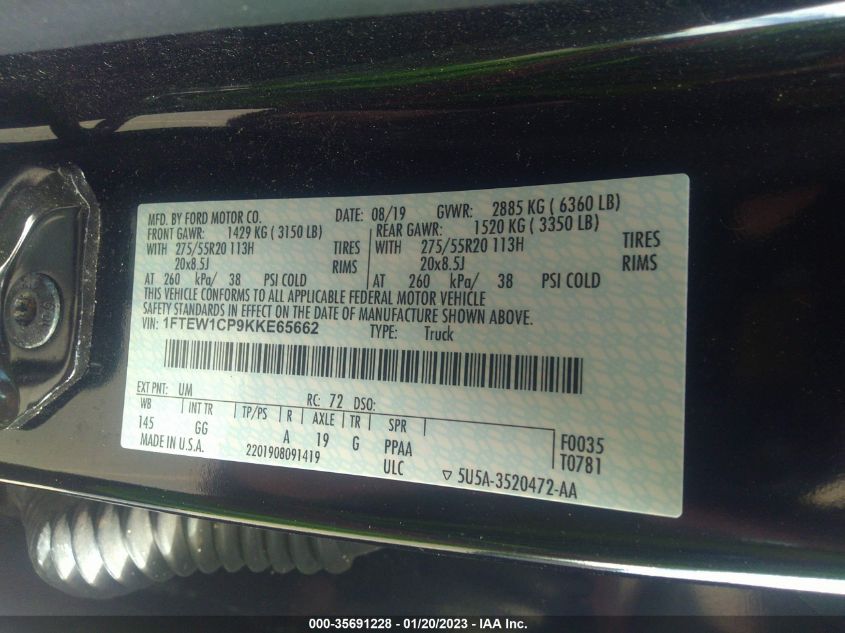 MFD. BY FORD MOTOR CO. DATE: 08/19 GVWR: 2885 KG ( 6360 LB)
FRONT GAWR: 1429 KG ( 3150 LB) REAR GAWR: 1520 KG ( 3350 LB)
WITH 275/55R20 113H TIRES WITH 275/55R20 113H TIRES
20x8.5J RIMS 20x8.5J RIMS
AT 260 kPa/ 38 PSI COLD AT 260 kPa/ 38 PSI COLD
THIS VEHICLE CONFORMS TO ALL APPLICABLE FEDERAL MOTOR VEHICLE
SAFETY STANDARDS IN EFFECT ON THE DATE OF MANUFACTURE SHOWN ABOVE.
VIN: 1FTEW1CP9KKE65662 TYPE: Truck
EXT PNT: UM RC: 72 DSO:
WB INT TR TP/PS R AXLE TR SPR
145 GG A 19 G PPAA F0035
MADE IN U.S.A. 2201908091419 ULC T0781
▽ 5U5A-3520472-AA
000-35691228 - 01/20/2023 - IAA Inc.